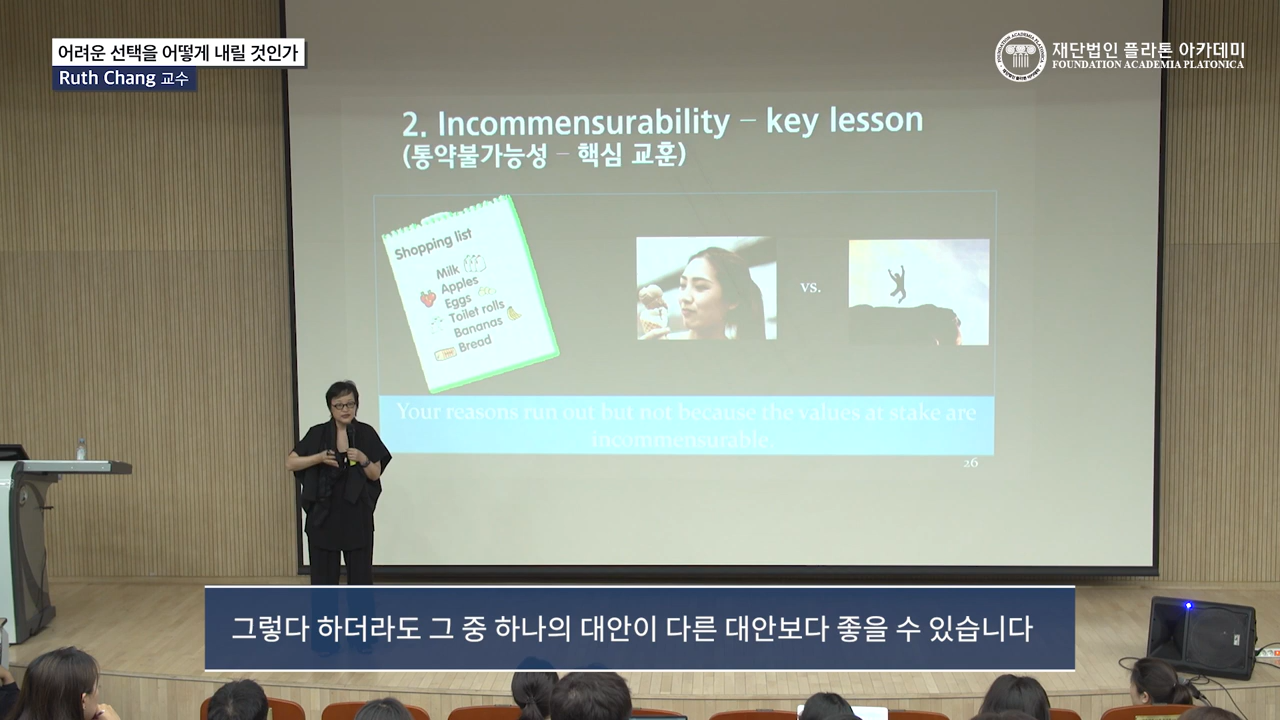 어려운 선택을 어떻게 내릴 것인가
Ruth Chang 교수
재단법인 플라톤 아카데미
FOUNDATION ACADEMIA PLATONICA
2. Incommensurability – key lesson
(통약불가능성 – 핵심 교훈)
Shopping list
Milk
Apples
Eggs
Toilet rolls
Bananas
Bread
vs.
Your reasons run out but not because the values at stake are
incommensurable.
26
그렇다 하더라도 그 중 하나의 대안이 다른 대안보다 좋을 수 있습니다